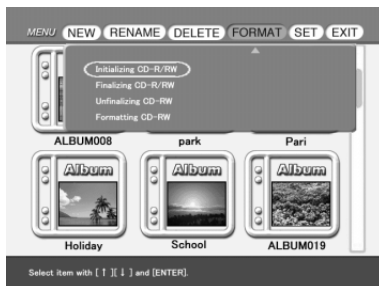 MENU NEW RENAME DELETE FORMAT SET EXIT
Initializing CD-R/RW
Finalizing CD-R/RW
Unfinalizing CD-RW
Formatting CD-RW
ALBUM008 park Pari
Album Album Album
Holiday School ALBUM019
Select item with [ ↑ ][ ↓ ] and [ENTER].